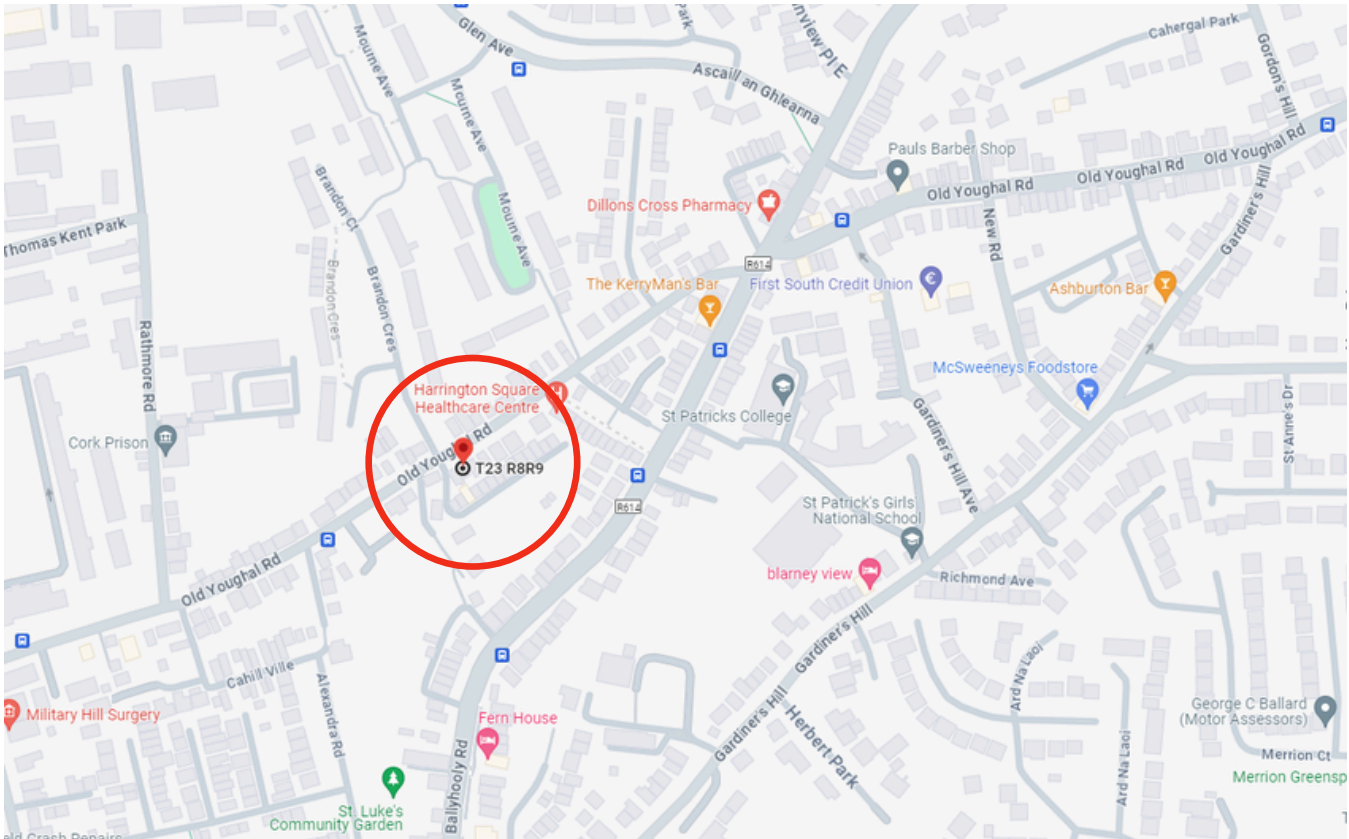 Glen Ave
Park
Cahergal Park
Gordon's Hill
Mourne Ave
Mourne Ave
Ascaill an Ghleanna
Pauls Barber Shop
Old Youghal Rd
Old Youghal Rd
Old Youghal Rd
Brandon Ct
Dillons Cross Pharmacy
Mourne Ave
New Rd
Gardiner's Hill
Thomas Kent Park
R614
Brandon Cres
Brandon Cres
The KerryMan's Bar
First South Credit Union
Ashburton Bar
Rathmore Rd
McSweeneys Foodstore
Harrington Square
Healthcare Centre
St Patricks College
Gardiner's Hill Ave
St Anne's Dr
Cork Prison
Old Youghal Rd
T23 R8R9
R614
St Patrick's Girls'
National School
blarney view
Richmond Ave
Old Youghal Rd
Gardiner's Hill
Cahill Ville
Alexandra Rd
Ard Na Laoi
Military Hill Surgery
Fern House
Gardiner's Hill
Herbert Park
George C Ballard
(Motor Assessors)
Ballyhooly Rd
Ard Na Laoi
Merrion Ct
Merrion Greensp
St. Luke's
Community Garden